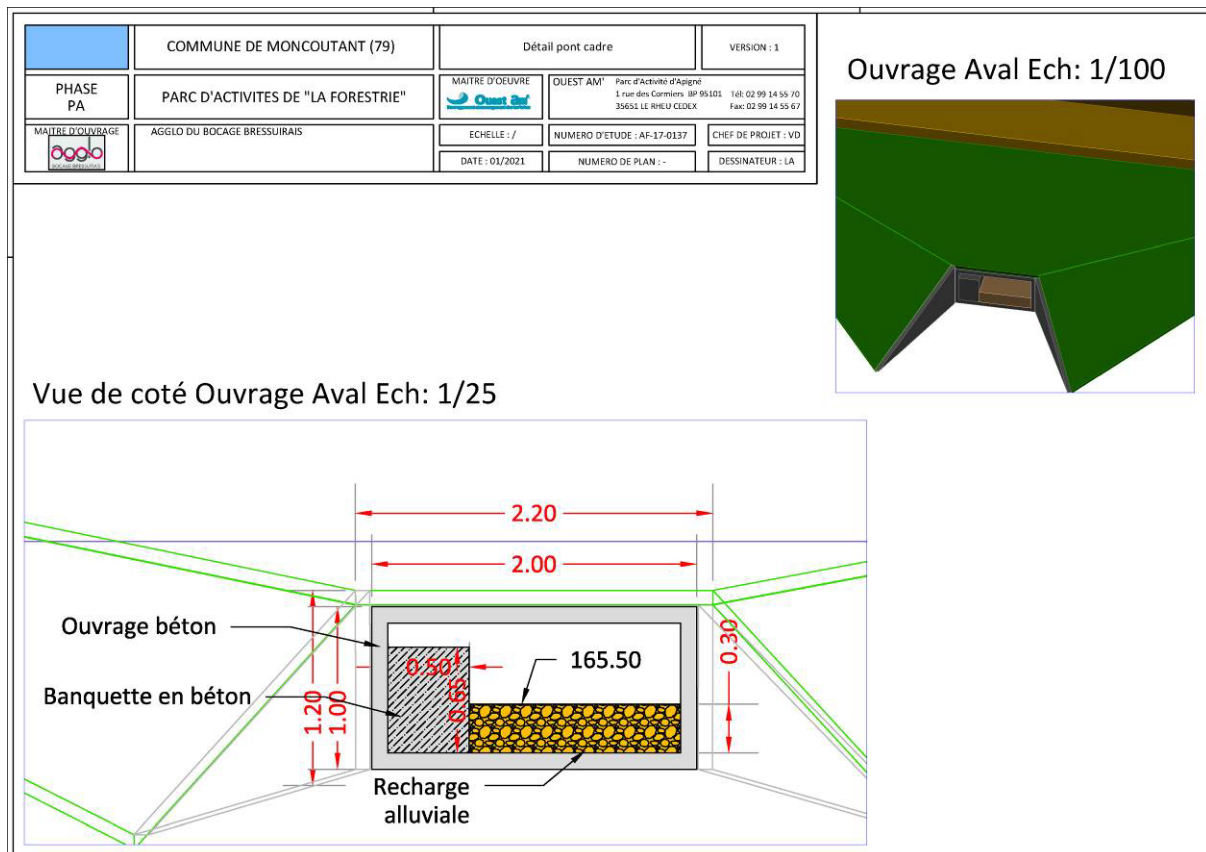 COMMUNE DE MONCOUTANT (79)
Détail pont cadre
VERSION : 1
PHASE
PA
PARC D'ACTIVITES DE "LA FORESTRIE"
MAITRE D'OEUVRE
Ouest am'
OUEST AM'
Parc d'Activité d'Apigné
1 rue des Cormiers BP 95101 Tél: 02 99 14 55 70
35651 LE RHEU CEDEX Fax: 02 99 14 55 67
MAITRE D'OUVRAGE
agglo
BOCAGE BRESSUIRAIS
AGGLO DU BOCAGE BRESSUIRAIS
ECHELLE : /
NUMERO D'ETUDE : AF-17-0137
CHEF DE PROJET : VD
DATE : 01/2021
NUMERO DE PLAN : -
DESSINATEUR : LA
Ouvrage Aval Ech: 1/100
Vue de coté Ouvrage Aval Ech: 1/25
2.20
2.00
Ouvrage béton
Banquette en béton
1.20
1.00
0.50
0.65
165.50
0.30
Recharge
alluviale